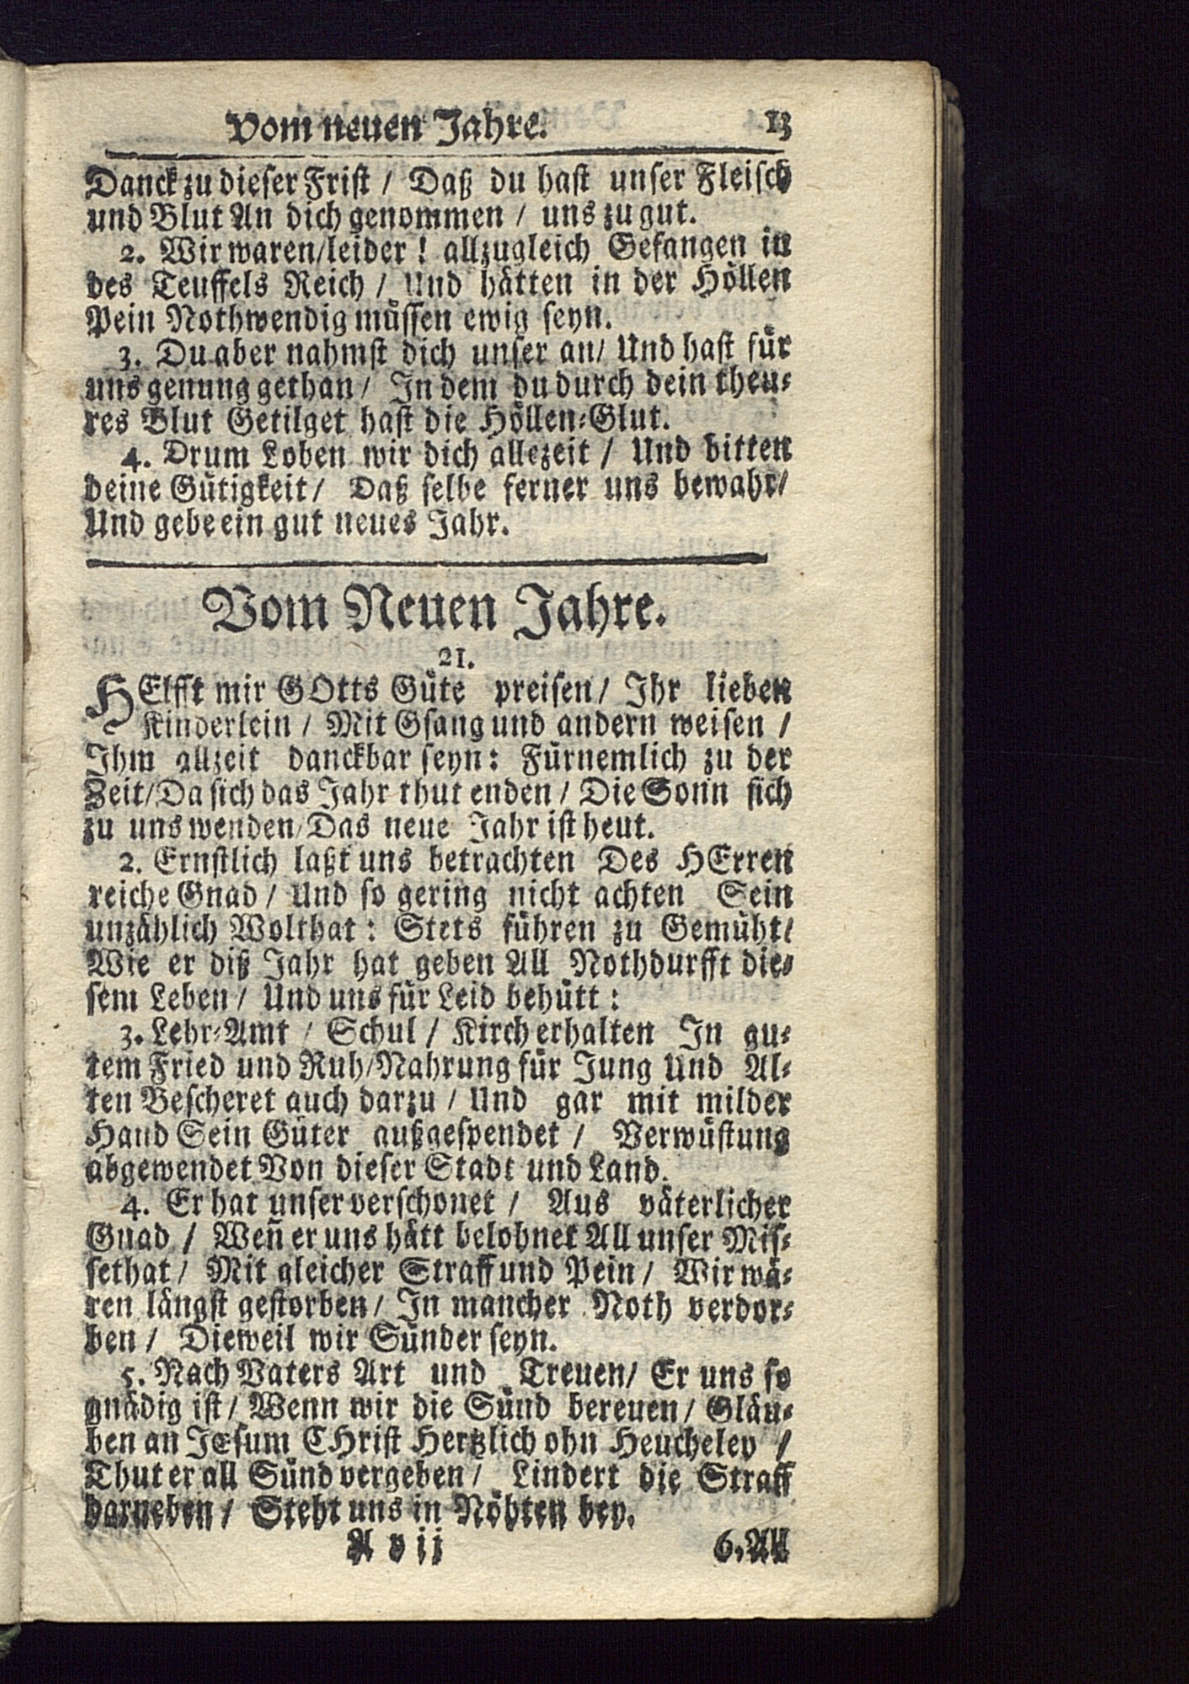 Vom neuen Jahre. 13
Danck zu dieser Frist / Daß du hast unser Fleisch
und Blut An dich genommen / uns zu gut.
2. Wir waren/leider! allzugleich Gefangen in
des Teuffels Reich / Und hätten in der Höllen
Pein Nothwendig müssen ewig seyn.
3. Du aber nahmst dich unser an/ Und hast für
uns genung gethan / In dem du durch dein theu-
res Blut Getilget hast die Höllen-Glut.
4. Drum Loben wir dich allezeit / Und bitten
deine Gütigkeit / Daß selbe ferner uns bewahr/
Und gebe ein gut neues Jahr.
Vom Neuen Jahre.
21.
HElfft mir GOtts Güte preisen / Ihr lieben
Kinderlein / Mit Gsang und andern weisen /
Ihm allzeit danckbar seyn: Fürnemlich zu der
Zeit/Da sich das Jahr thut enden / Die Sonn sich
zu uns wenden/Das neue Jahr ist heut.
2. Ernstlich laßt uns betrachten Des HErren
reiche Gnad / Und so gering nicht achten Sein
unzählich Wolthat: Stets führen zu Gemüht/
Wie er diß Jahr hat geben All Nothdurfft die-
sem Leben / Und uns für Leid behütt:
3. Lehr-Amt / Schul / Kirch erhalten In gu-
tem Fried und Ruh/Nahrung für Jung Und Al-
ten Bescheret auch darzu / Und gar mit milder
Hand Sein Güter außgespendet / Verwüstung
abgewendet Von dieser Stadt und Land.
4. Er hat unser verschonet / Aus väterlicher
Gnad / Weñ er uns hätt belohnet All unser Mis-
sethat / Mit gleicher Straff und Pein / Wir wä-
ren längst gestorben / In mancher Noth verdor-
ben / Dieweil wir Sünder seyn.
5. Nach Vaters Art und Treuen/ Er uns so
gnädig ist / Wenn wir die Sünd bereuen / Gläu-
ben an JEsum CHrist Hertzlich ohn Heucheley /
Thut er all Sünd vergeben / Lindert die Straff
darneben / Steht uns in Nöhten bey.
A vii 6. All